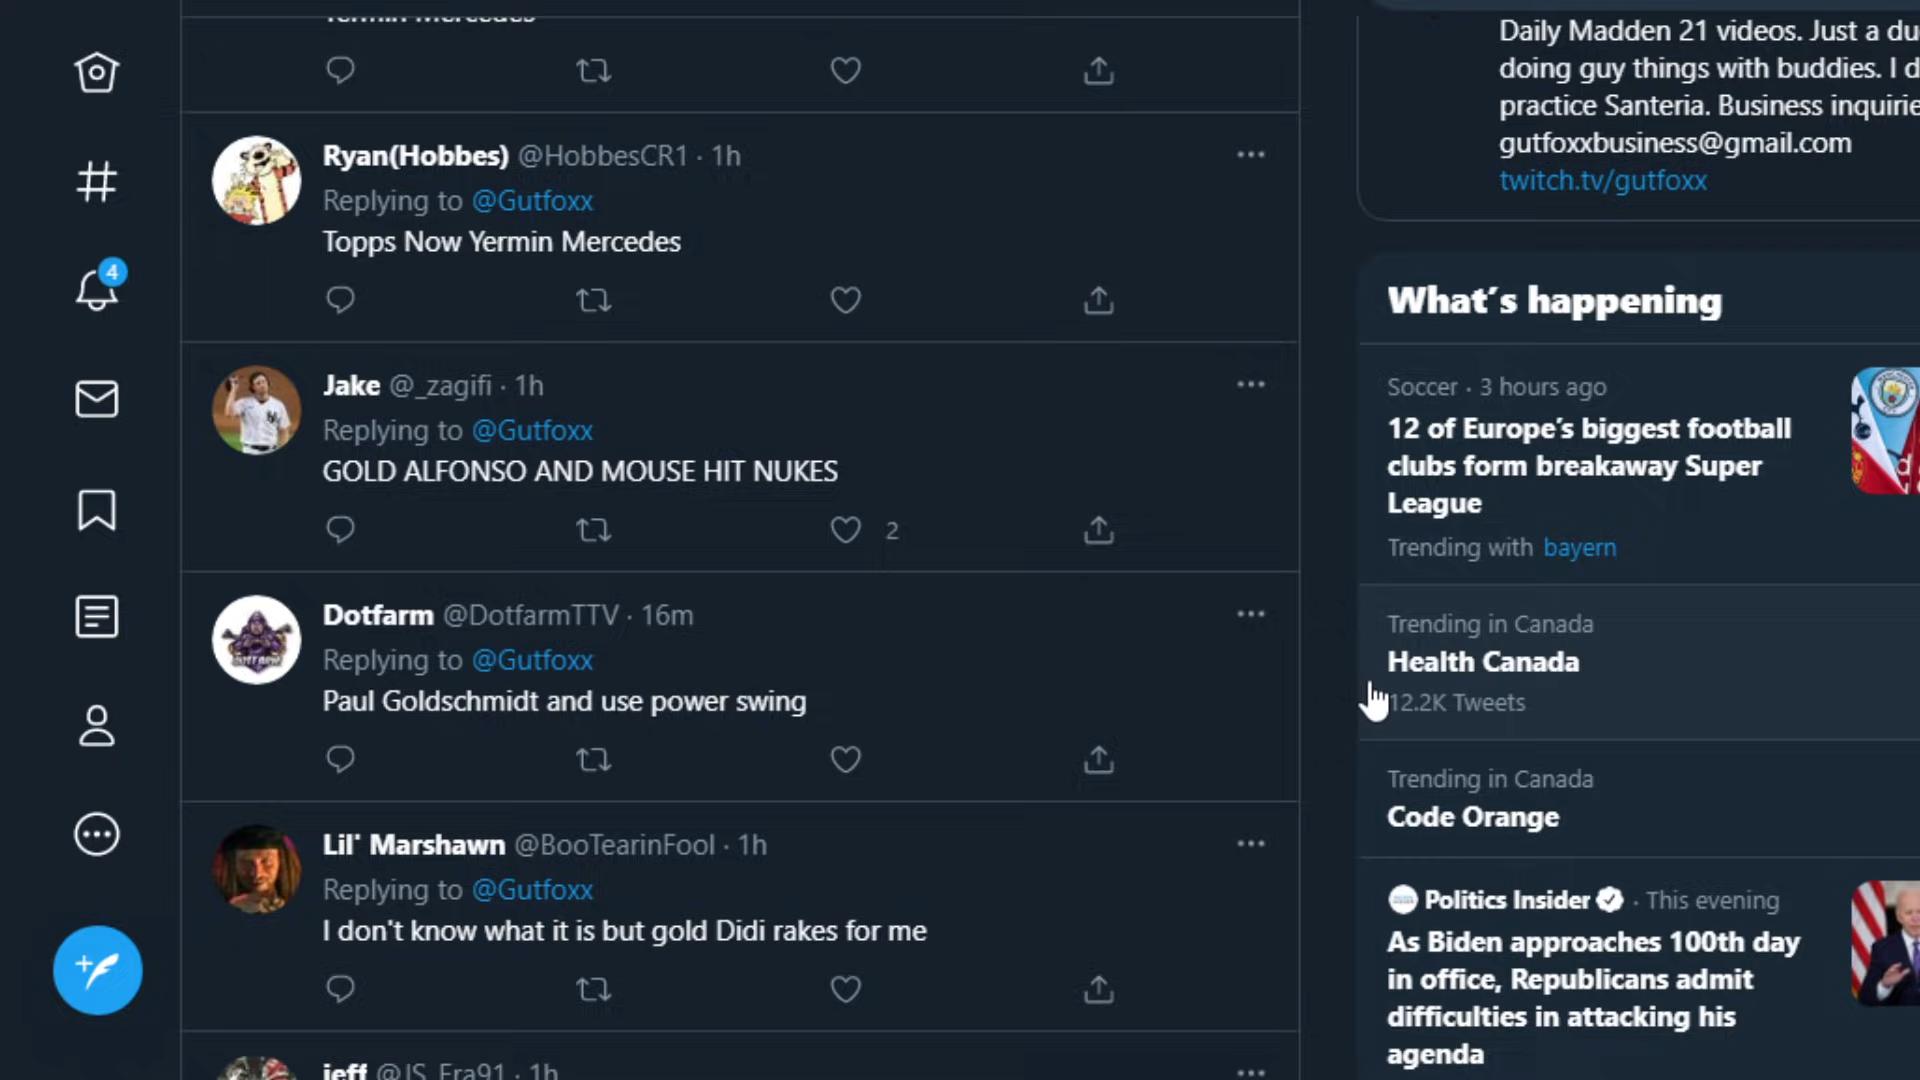 Yermin Mercedes
Ryan(Hobbes) @HobbesCR1 · 1h
Replying to @Gutfoxx
Topps Now Yermin Mercedes
4
Jake @_zagifi · 1h
Replying to @Gutfoxx
GOLD ALFONSO AND MOUSE HIT NUKES
2
Dotfarm @DotfarmTTV · 16m
Replying to @Gutfoxx
Paul Goldschmidt and use power swing
Lil' Marshawn @BooTearinFool · 1h
Replying to @Gutfoxx
I don't know what it is but gold Didi rakes for me
jeff @JS_Fra91 · 1h
Daily Madden 21 videos. Just a du
doing guy things with buddies. I d
practice Santeria. Business inquirie
gutfoxxbusiness@gmail.com
twitch.tv/gutfoxx
What's happening
Soccer · 3 hours ago
12 of Europe's biggest football
clubs form breakaway Super
League
Trending with bayern
Trending in Canada
Health Canada
12.2K Tweets
Trending in Canada
Code Orange
Politics Insider · This evening
As Biden approaches 100th day
in office, Republicans admit
difficulties in attacking his
agenda